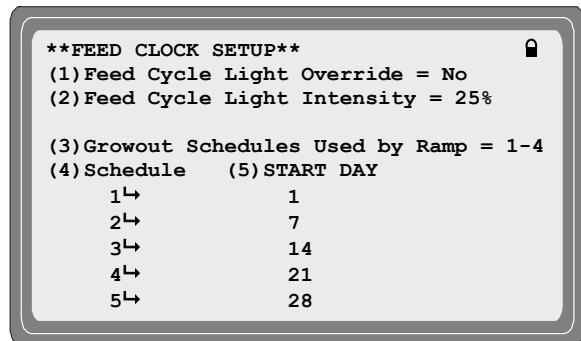 **FEED CLOCK SETUP**
(1)Feed Cycle Light Override = No
(2)Feed Cycle Light Intensity = 25%
(3)Growout Schedules Used by Ramp = 1-4
(4)Schedule (5)START DAY
1↳ 1
2↳ 7
3↳ 14
4↳ 21
5↳ 28